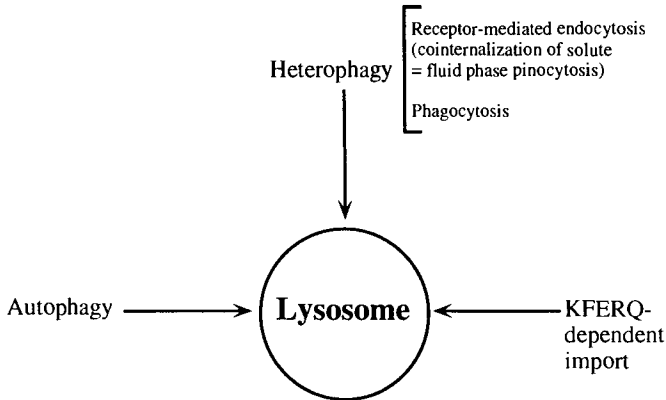 Receptor-mediated endocytosis
(cointernalization of solute
= fluid phase pinocytosis)
Heterophagy
Phagocytosis
Autophagy
Lysosome
KFERQ-
dependent
import